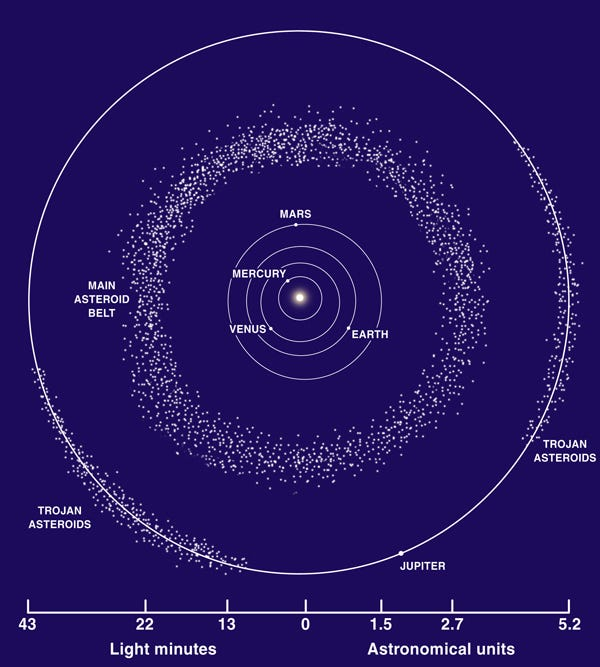 MARS
MERCURY
MAIN
ASTEROID
BELT
VENUS
EARTH
TROJAN
ASTEROIDS
TROJAN
ASTEROIDS
JUPITER
43 22 13 0 1.5 2.7 5.2
Light minutes Astronomical units